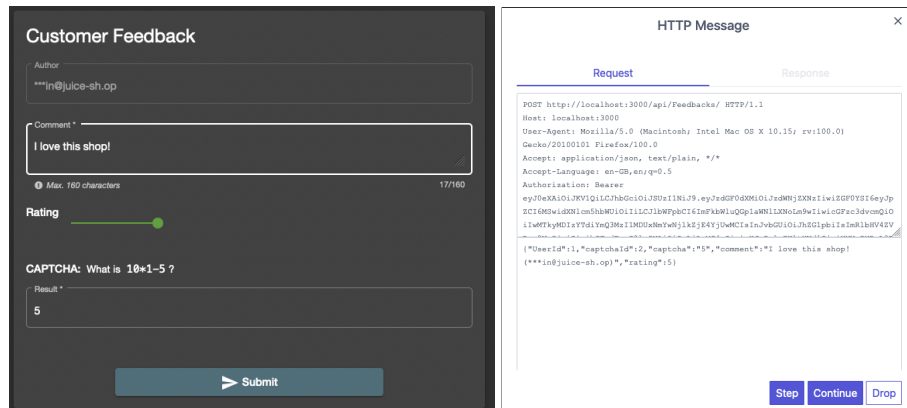 Customer Feedback
Author
***in@juice-sh.op
Comment *
I love this shop!
Max. 160 characters
17/160
Rating
CAPTCHA: What is 10*1-5 ?
Result *
5
Submit
HTTP Message
×
Request
Response
POST http://localhost:3000/api/Feedbacks/ HTTP/1.1
Host: localhost:3000
User-Agent: Mozilla/5.0 (Macintosh; Intel Mac OS X 10.15; rv:100.0)
Gecko/20100101 Firefox/100.0
Accept: application/json, text/plain, */*
Accept-Language: en-GB,en;q=0.5
Authorization: Bearer
{"UserId":1,"captchaId":2,"captcha":"5","comment":"I love this shop!
(***in@juice-sh.op)","rating":5}
Step
Continue
Drop